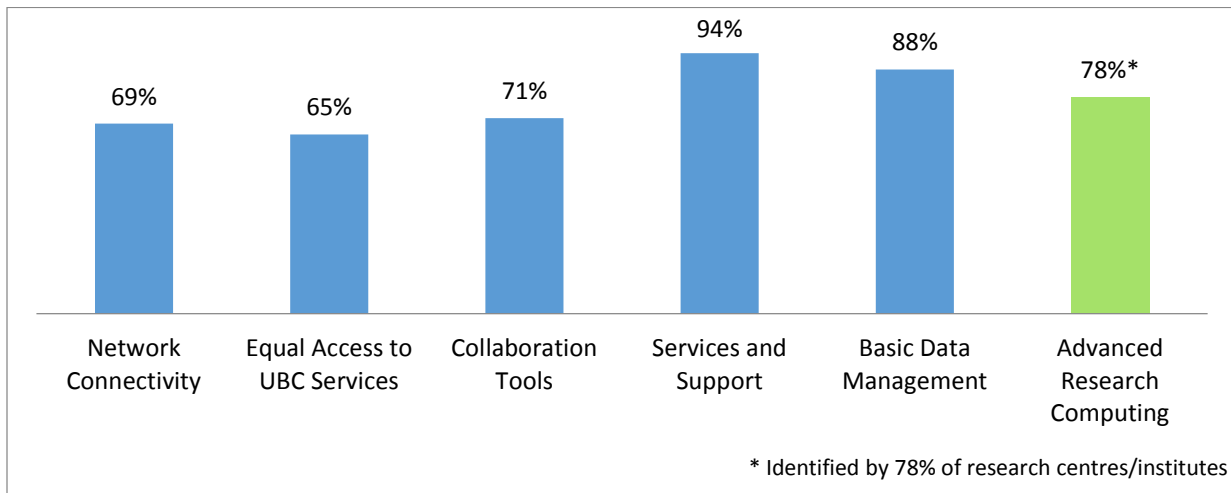 94%
88%
78%*
71%
69%
65%
Network
Connectivity
Equal Access to
UBC Services
Collaboration
Tools
Services and
Support
Basic Data
Management
Advanced
Research
Computing
* Identified by 78% of research centres/institutes